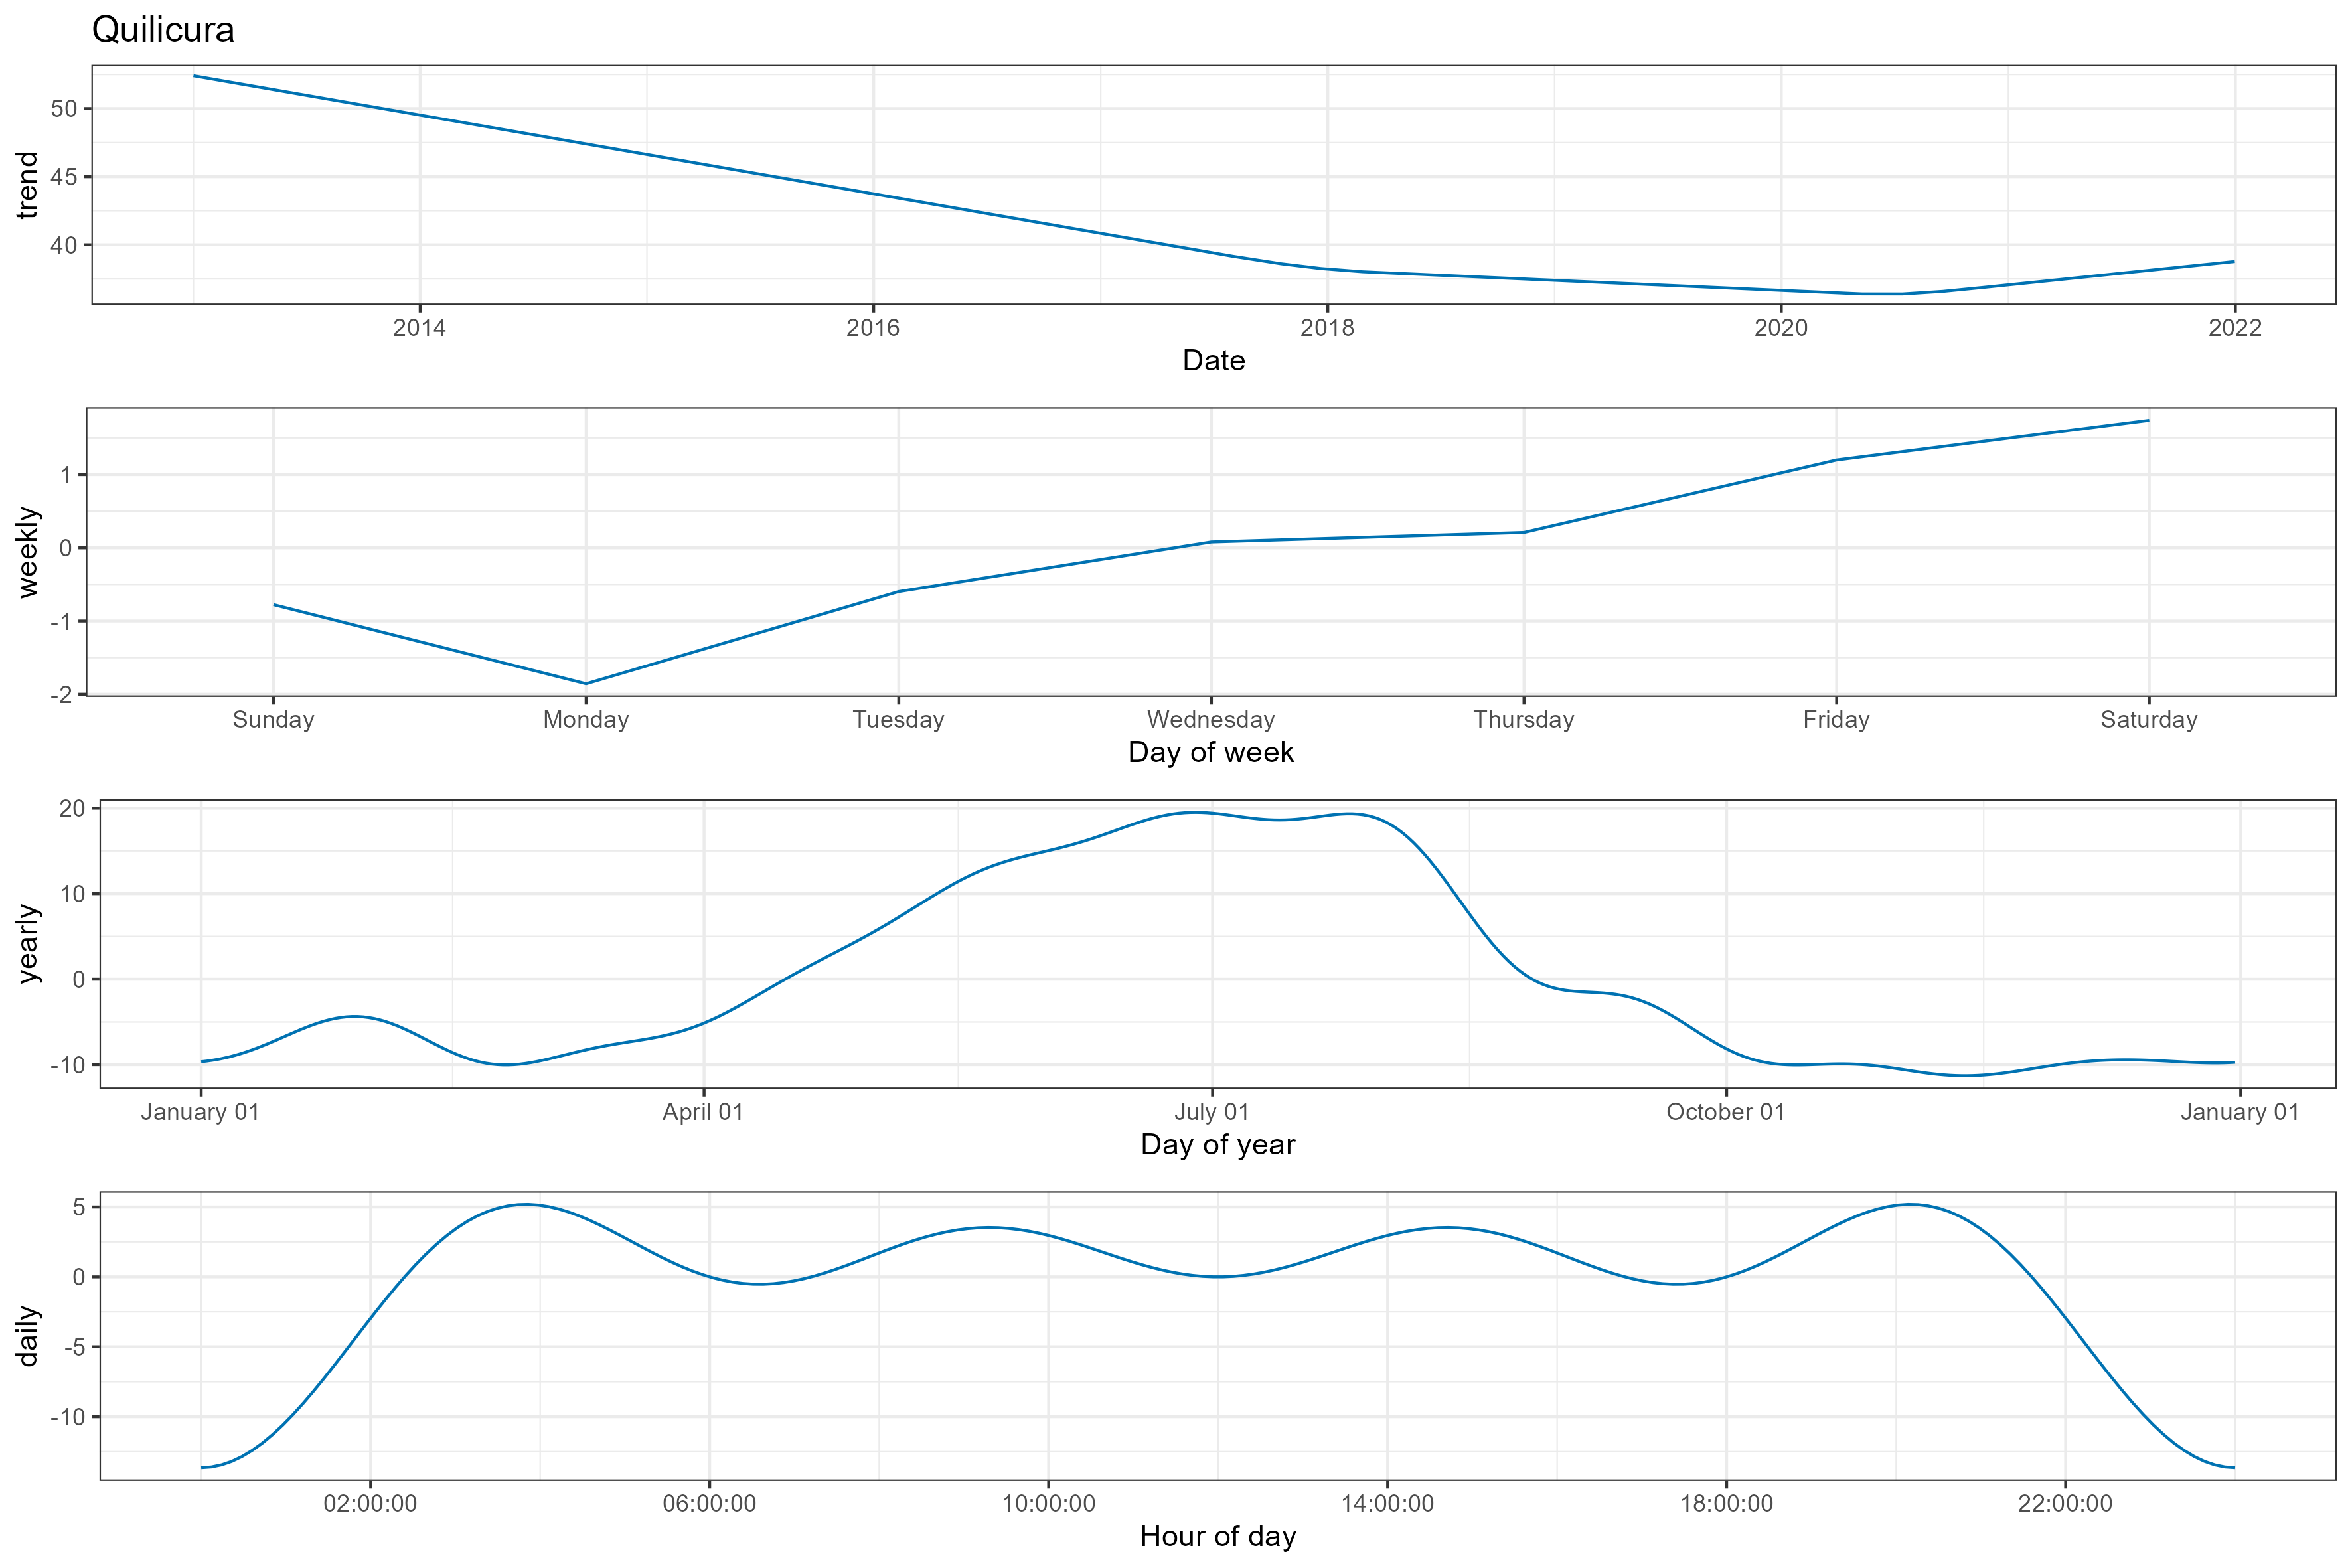 Quilicura
50
45
40
trend
2014 2016 2018 2020 2022
Date
1
0
-1
-2
weekly
Sunday Monday Tuesday Wednesday Thursday Friday Saturday
Day of week
20
10
0
-10
yearly
January 01 April 01 July 01 October 01 January 01
Day of year
5
0
-5
-10
daily
02:00:00 06:00:00 10:00:00 14:00:00 18:00:00 22:00:00
Hour of day